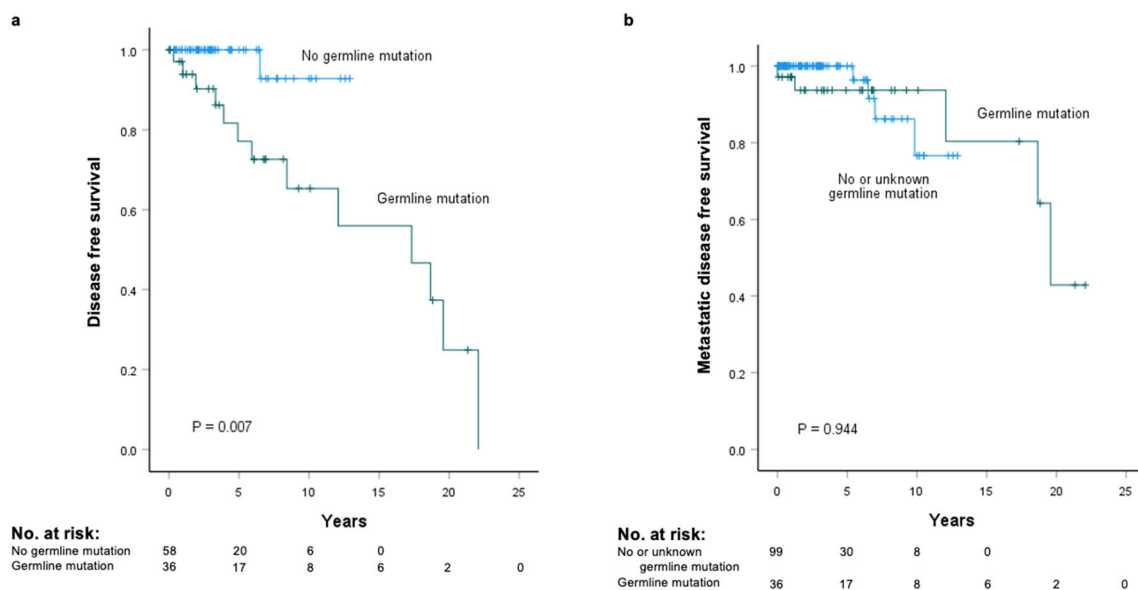 a
Disease free survival
1.0
0.8
0.6
0.4
0.2
0.0
No germline mutation
Germline mutation
P = 0.007
0 5 10 15 20 25
Years
No. at risk:
No germline mutation 58 20 6 0
Germline mutation 36 17 8 6 2 0
b
Metastatic disease free survival
1.0
0.8
0.6
0.4
0.2
0.0
Germline mutation
No or unknown
germline mutation
P = 0.944
0 5 10 15 20 25
Years
No. at risk:
No or unknown 99 30 8 0
germline mutation
Germline mutation 36 17 8 6 2 0